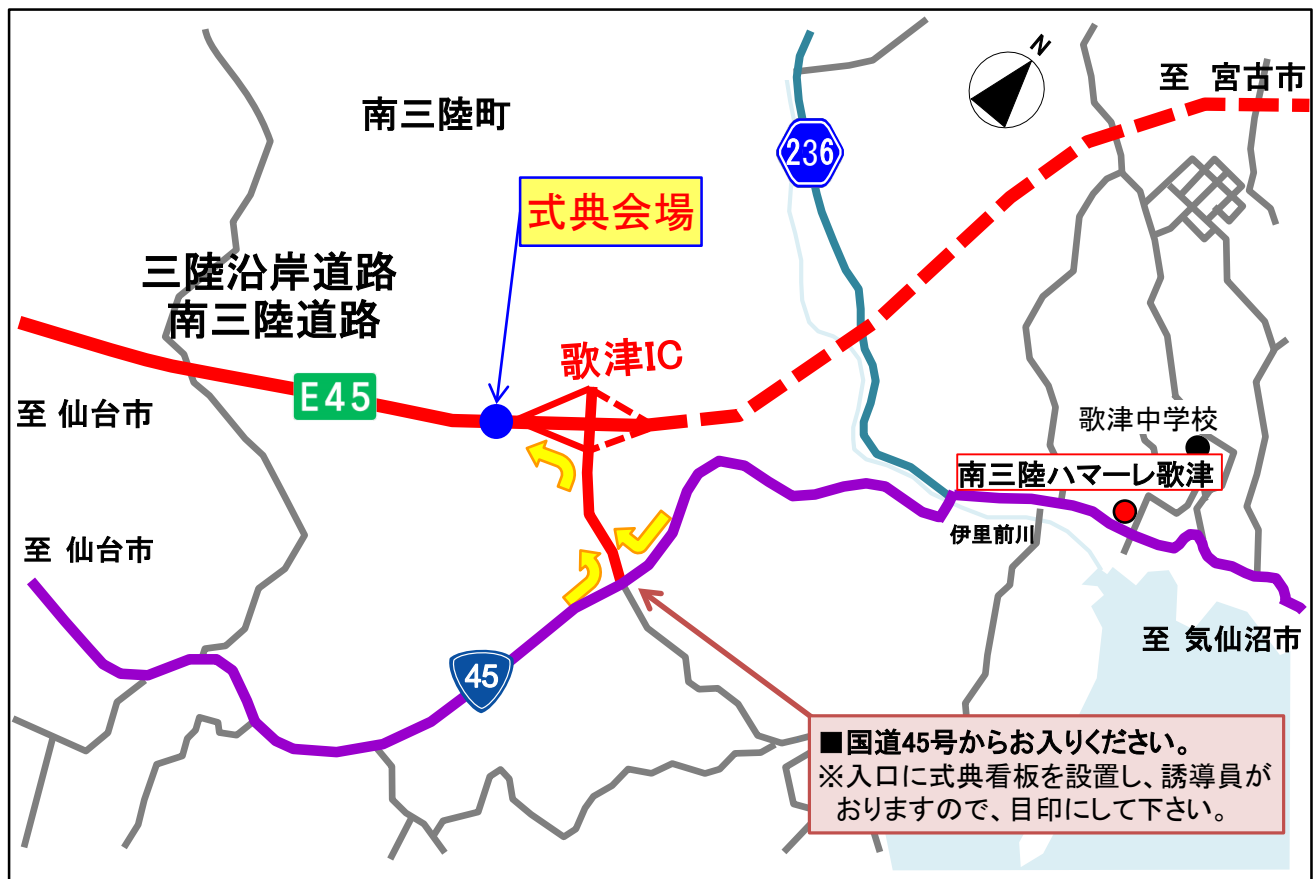 N
至 宮古市
南三陸町
236
式典会場
三陸沿岸道路
南三陸道路
歌津IC
E45
至 仙台市
歌津中学校
南三陸ハマーレ歌津
伊里前川
至 仙台市
至 気仙沼市
45
■国道45号からお入りください。
※入口に式典看板を設置し、誘導員が
おりますので、目印にして下さい。